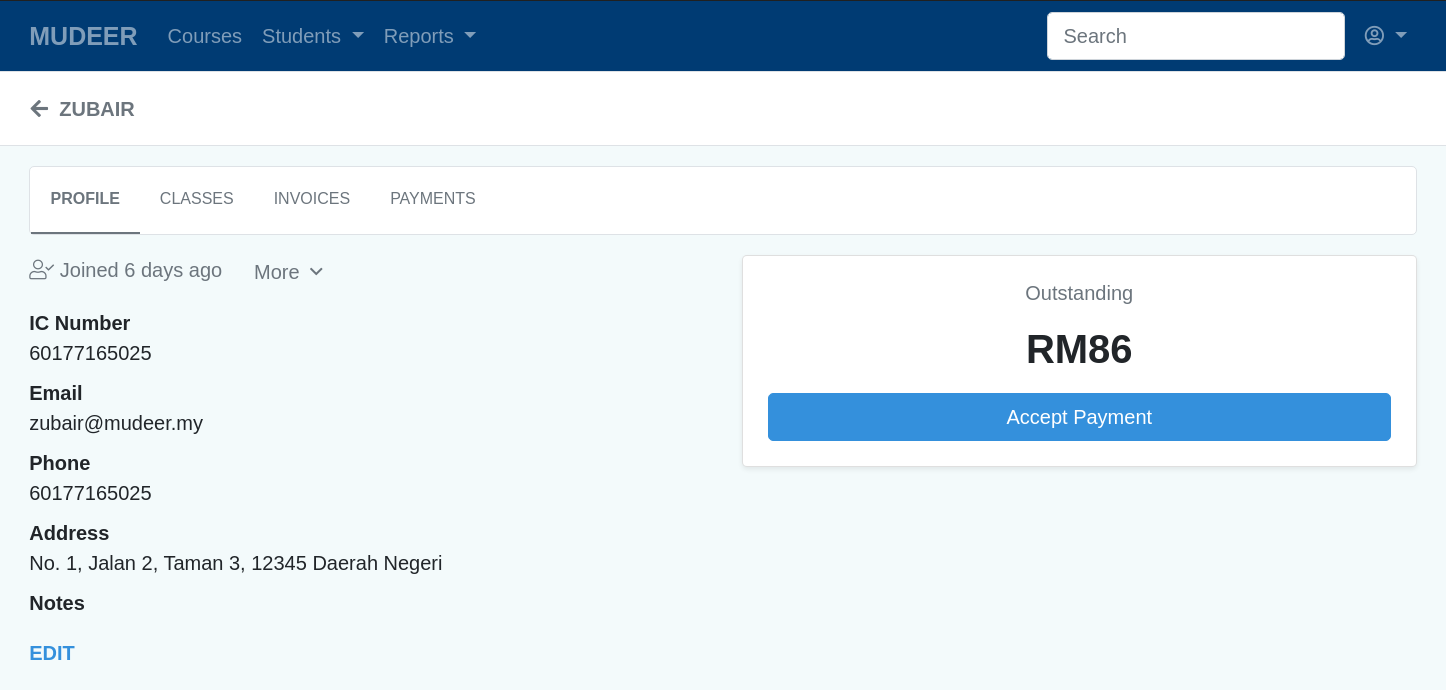 MUDEER Courses Students Reports Search
ZUBAIR
PROFILE CLASSES INVOICES PAYMENTS
Joined 6 days ago More
IC Number
60177165025
Email
zubair@mudeer.my
Phone
60177165025
Address
No. 1, Jalan 2, Taman 3, 12345 Daerah Negeri
Notes
EDIT
Outstanding
RM86
Accept Payment